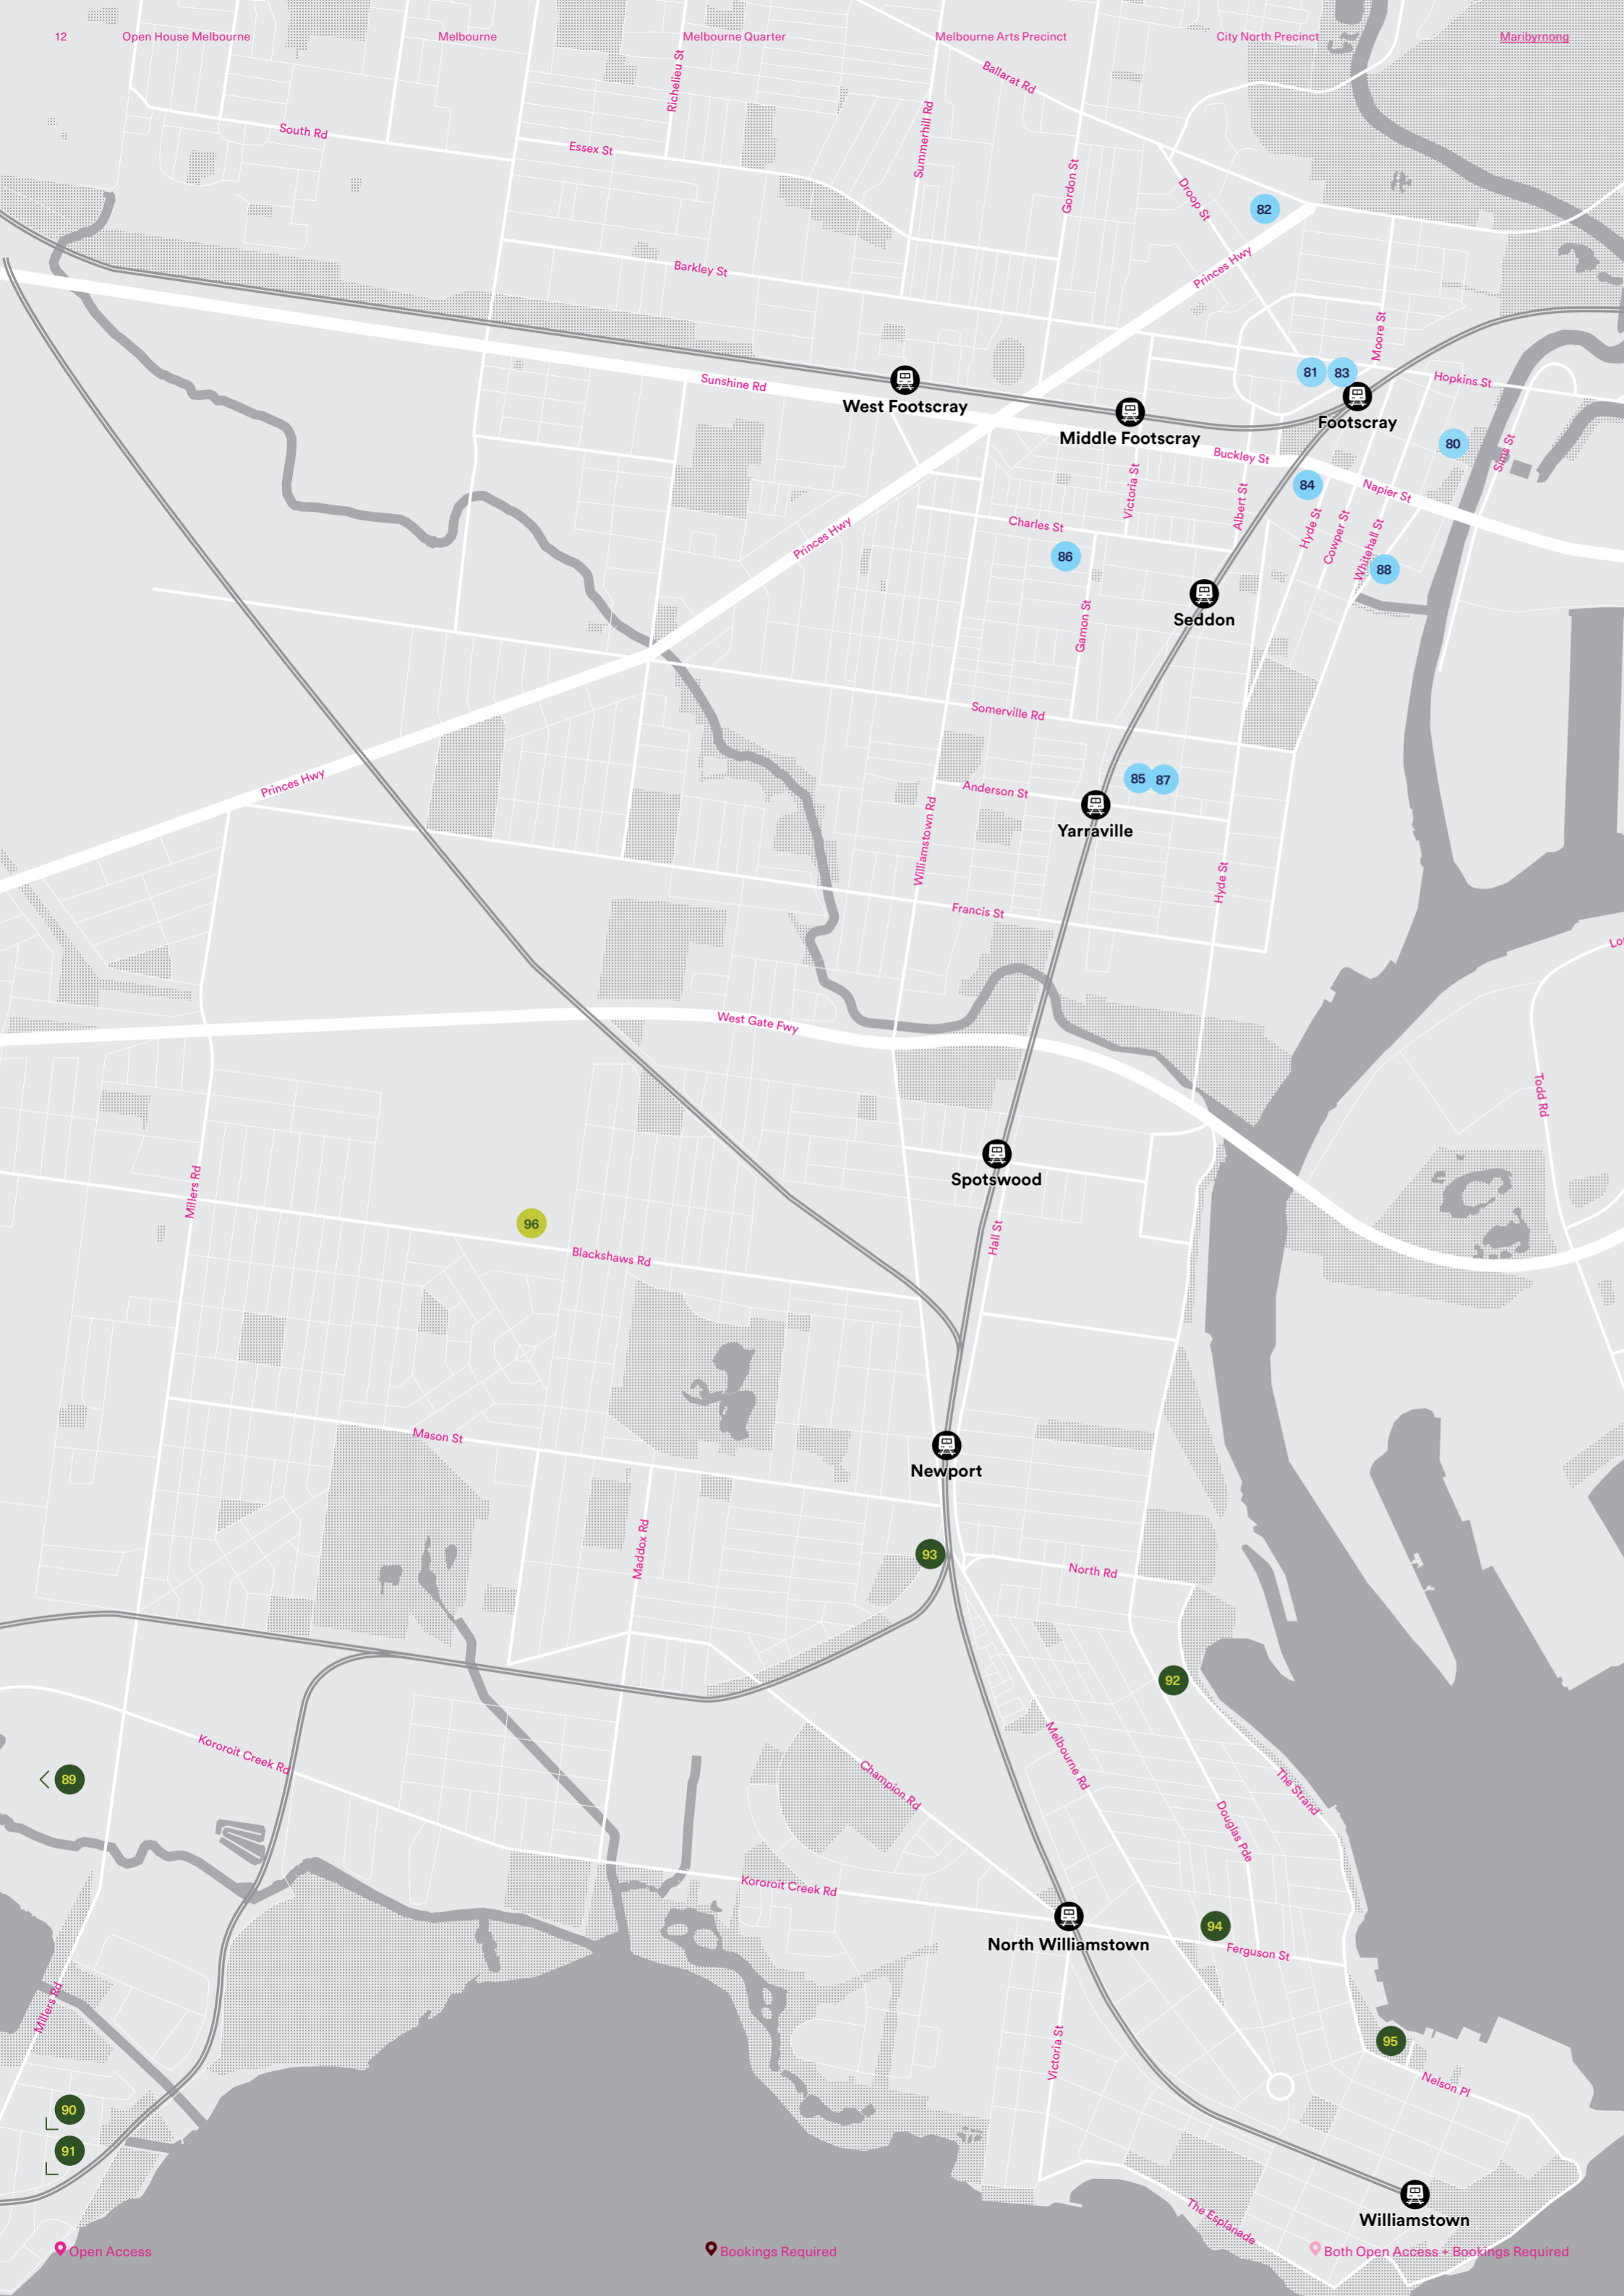 12
Open House Melbourne
Melbourne
Melbourne Quarter
Melbourne Arts Precinct
City North Precinct
Maribyrnong
Richelieu St
Ballarat Rd
South Rd
Essex St
Summerhill Rd
Gordon St
Droop St
82
Barkley St
Princes Hwy
Moore St
81
83
Hopkins St
Sunshine Rd
West Footscray
Footscray
Middle Footscray
80
Sims St
Buckley St
84
Napier St
Victoria St
Albert St
Charles St
Hyde St
Cowper St
Whitehall St
Princes Hwy
86
88
Seddon
Gamon St
Somerville Rd
85
87
Princes Hwy
Anderson St
Yarraville
Williamstown Rd
Hyde St
Francis St
Lo
West Gate Fwy
Todd Rd
Millers Rd
Spotswood
96
Hall St
Blackshaws Rd
Mason St
Newport
Maddox Rd
93
North Rd
92
Kororoit Creek Rd
Melbourne Rd
89
Champion Rd
The Strand
Douglas Pde
Kororoit Creek Rd
94
North Williamstown
Ferguson St
Millers Rd
95
Victoria St
Nelson Pl
90
91
Williamstown
The Esplanade
Open Access
Bookings Required
Both Open Access + Bookings Required